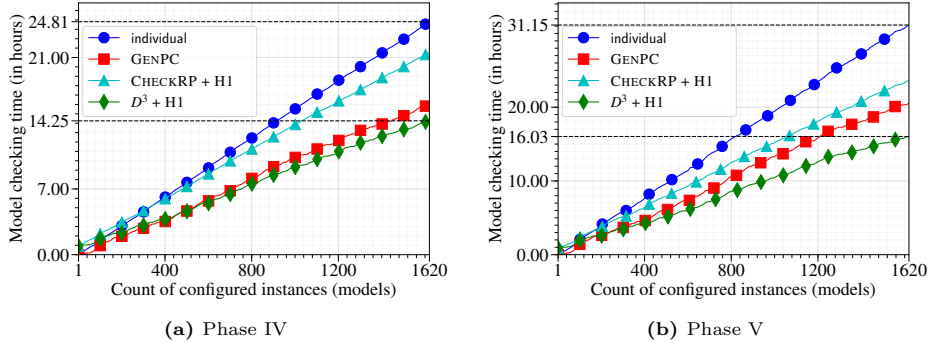 24.81
21.00
14.25
7.00
0.00
Model checking time (in hours)
individual
GENPC
CHECKRP + H1
D³ + H1
1
400
800
1200
1620
Count of configured instances (models)
(a) Phase IV
31.15
20.00
16.03
10.00
0.00
Model checking time (in hours)
individual
GENPC
CHECKRP + H1
D³ + H1
1
400
800
1200
1620
Count of configured instances (models)
(b) Phase V